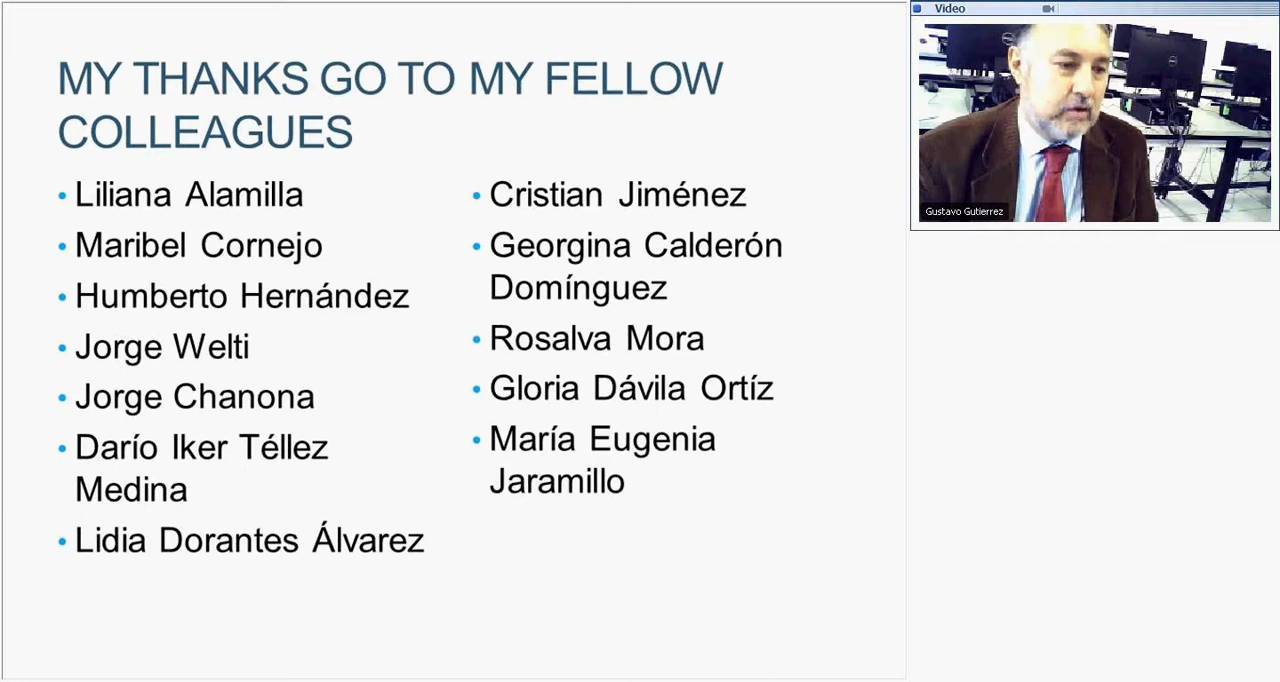 MY THANKS GO TO MY FELLOW
COLLEAGUES
• Liliana Alamilla
• Maribel Cornejo
• Humberto Hernández
• Jorge Welti
• Jorge Chanona
• Darío Iker Téllez
Medina
• Lidia Dorantes Álvarez
• Cristian Jiménez
• Georgina Calderón
Domínguez
• Rosalva Mora
• Gloria Dávila Ortíz
• María Eugenia
Jaramillo
Video
Gustavo Gutierrez